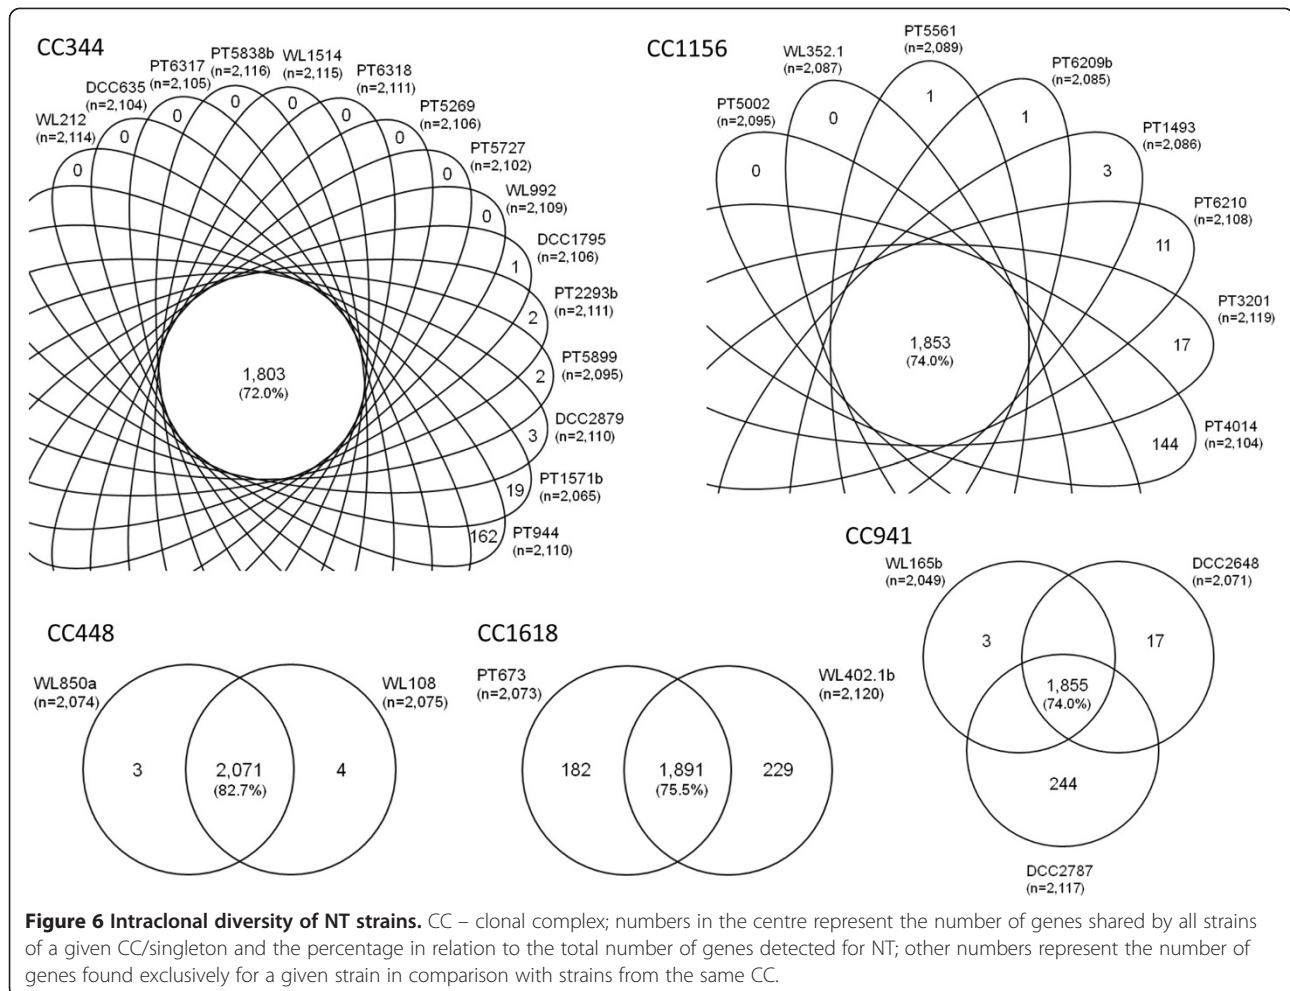 CC344
WL212
(n=2,114)
0
DCC635
(n=2,104)
0
PT6317
(n=2,105)
0
PT5838b
(n=2,116)
0
WL1514
(n=2,115)
0
PT6318
(n=2,111)
0
PT5269
(n=2,106)
0
PT5727
(n=2,102)
0
WL992
(n=2,109)
0
DCC1795
(n=2,106)
1
PT2293b
(n=2,111)
2
PT5899
(n=2,095)
2
DCC2879
(n=2,110)
3
PT1571b
(n=2,065)
19
PT944
(n=2,110)
162
1,803
(72.0%)
CC1156
PT5002
(n=2,095)
0
WL352.1
(n=2,087)
0
PT5561
(n=2,089)
1
PT6209b
(n=2,085)
1
PT1493
(n=2,086)
3
PT6210
(n=2,108)
11
PT3201
(n=2,119)
17
PT4014
(n=2,104)
144
1,853
(74.0%)
CC448
WL850a
(n=2,074)
3
2,071
(82.7%)
WL108
(n=2,075)
4
CC1618
PT673
(n=2,073)
182
1,891
(75.5%)
WL402.1b
(n=2,120)
229
CC941
WL165b
(n=2,049)
3
DCC2648
(n=2,071)
17
1,855
(74.0%)
244
DCC2787
(n=2,117)
Figure 6 Intraclonal diversity of NT strains. CC – clonal complex; numbers in the centre represent the number of genes shared by all strains
of a given CC/singleton and the percentage in relation to the total number of genes detected for NT; other numbers represent the number of
genes found exclusively for a given strain in comparison with strains from the same CC.